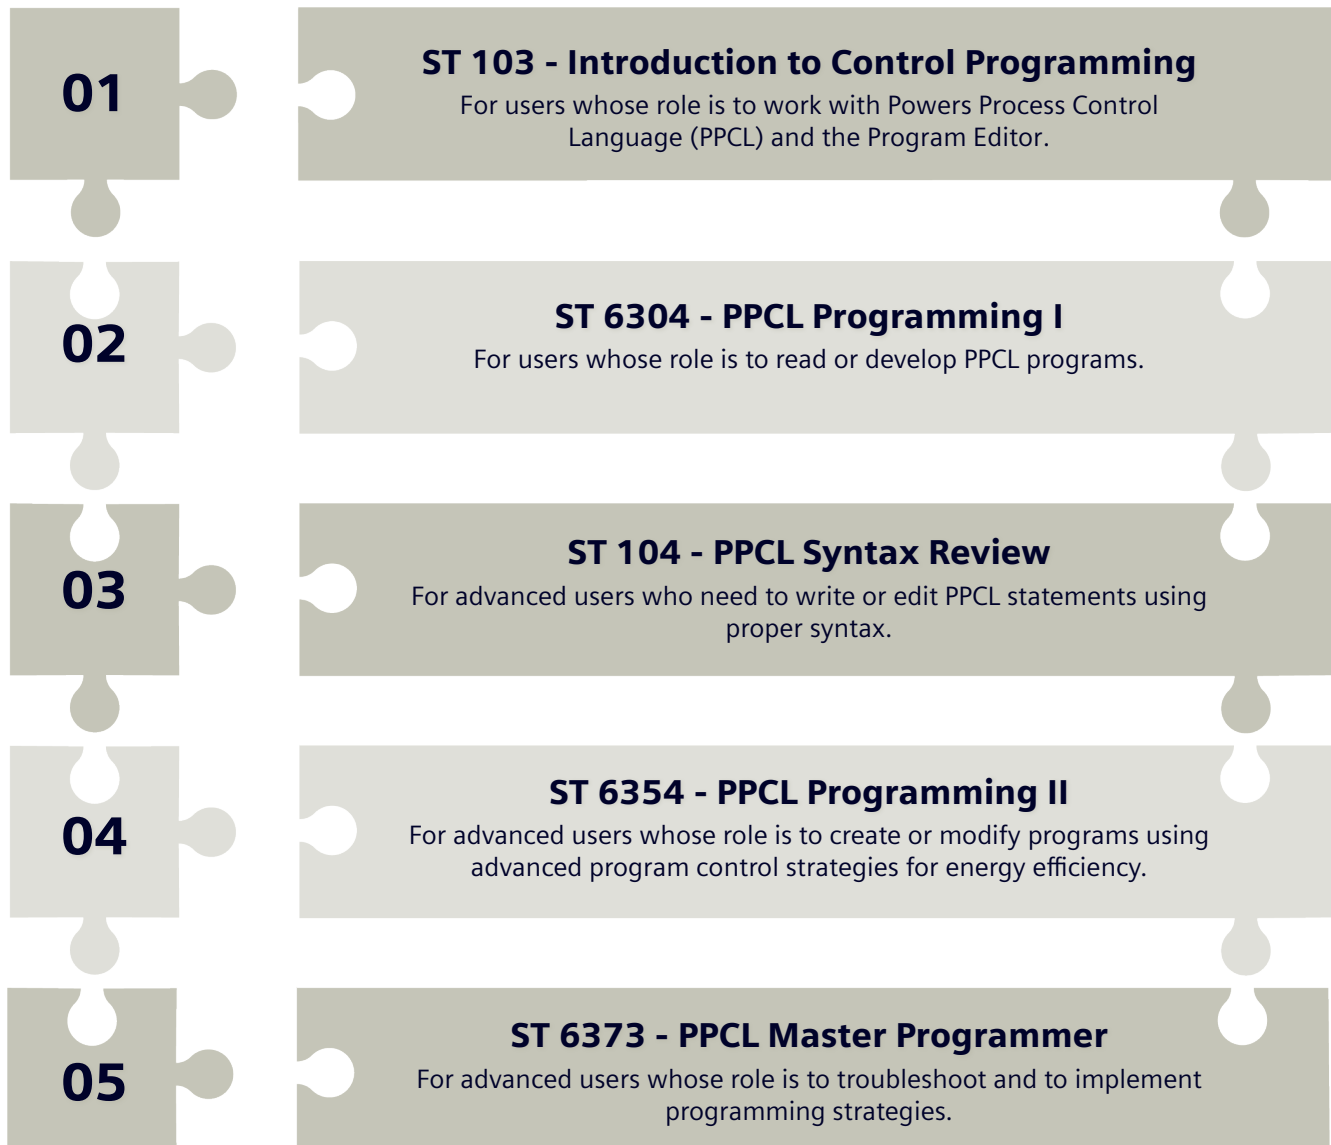 01
ST 103 - Introduction to Control Programming
For users whose role is to work with Powers Process Control
Language (PPCL) and the Program Editor.
02
ST 6304 - PPCL Programming I
For users whose role is to read or develop PPCL programs.
03
ST 104 - PPCL Syntax Review
For advanced users who need to write or edit PPCL statements using
proper syntax.
04
ST 6354 - PPCL Programming II
For advanced users whose role is to create or modify programs using
advanced program control strategies for energy efficiency.
05
ST 6373 - PPCL Master Programmer
For advanced users whose role is to troubleshoot and to implement
programming strategies.